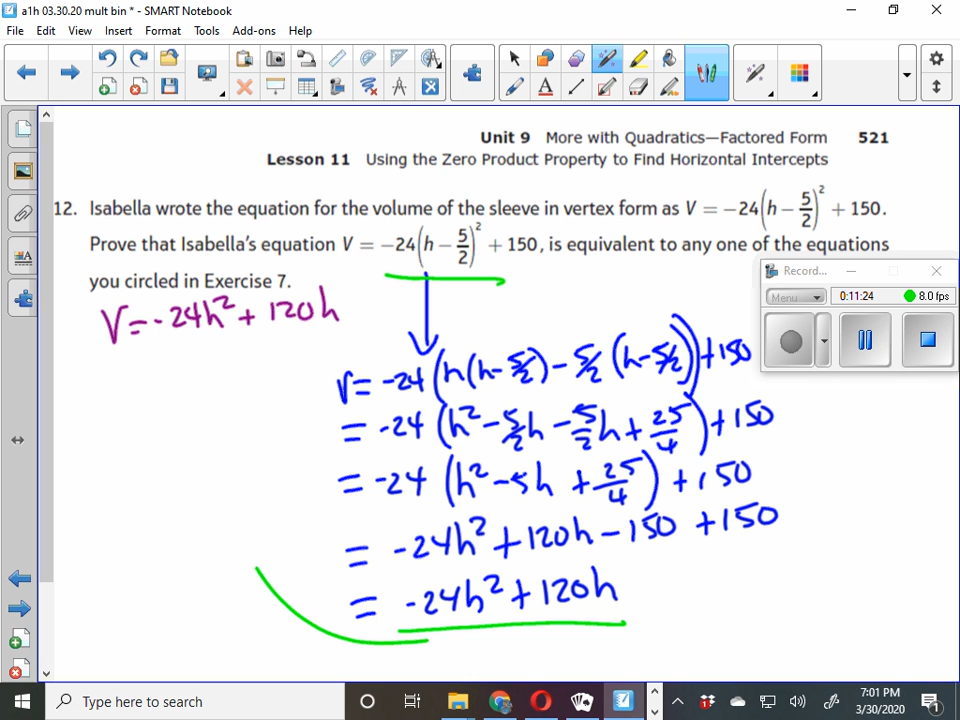 a1h 03.30.20 mult bin * - SMART Notebook
File Edit View Insert Format Tools Add-ons Help
Unit 9 More with Quadratics—Factored Form 521
Lesson 11 Using the Zero Product Property to Find Horizontal Intercepts
12. Isabella wrote the equation for the volume of the sleeve in vertex form as V = −24(h − 5/2)² + 150.
Prove that Isabella's equation V = −24(h − 5/2)² + 150, is equivalent to any one of the equations
you circled in Exercise 7.
Record...
Menu
0:11:24
8.0 fps
V = -24h² + 120h
V = -24(h(h - 5/2) - 5/2(h - 5/2)) + 150
= -24(h² - 5/2h - 5/2h + 25/4) + 150
= -24(h² - 5h + 25/4) + 150
= -24h² + 120h - 150 + 150
= -24h² + 120h
Type here to search
7:01 PM
3/30/2020
1